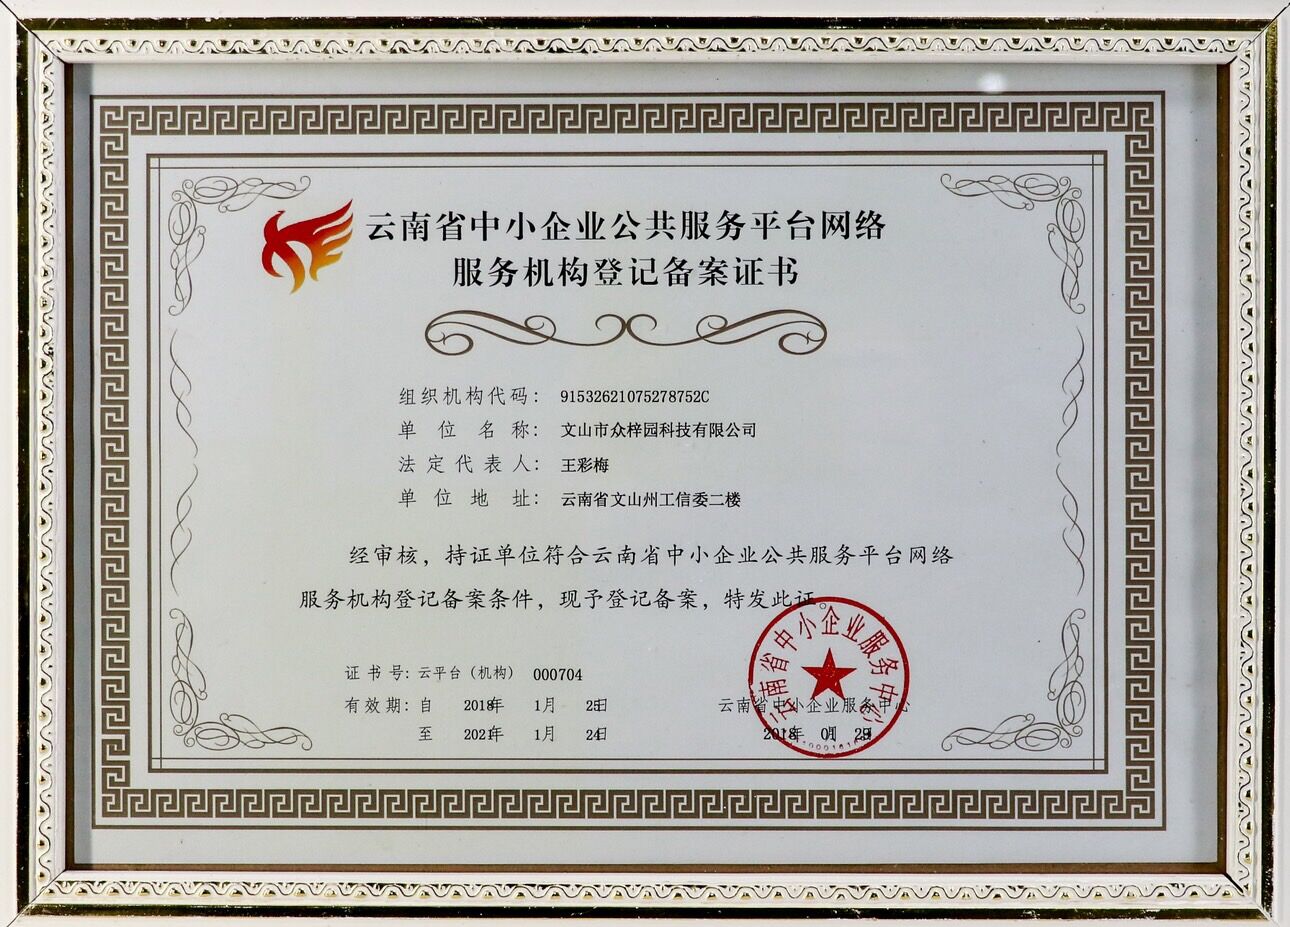 云南省中小企业公共服务平台网络
服务机构登记备案证书
组织机构代码： 91532621075278752C
单位名称： 文山市众梓园科技有限公司
法定代表人： 王彩梅
单位地址： 云南省文山州工信委二楼
经审核，持证单位符合云南省中小企业公共服务平台网络
服务机构登记备案条件，现予登记备案，特发此证。
证书号：云平台（机构） 000704
有效期：自 2018年 1月 25日
至 2021年 1月 24日
云南省中小企业服务中心
2018年 01月 29日
云南省中小企业服务中心